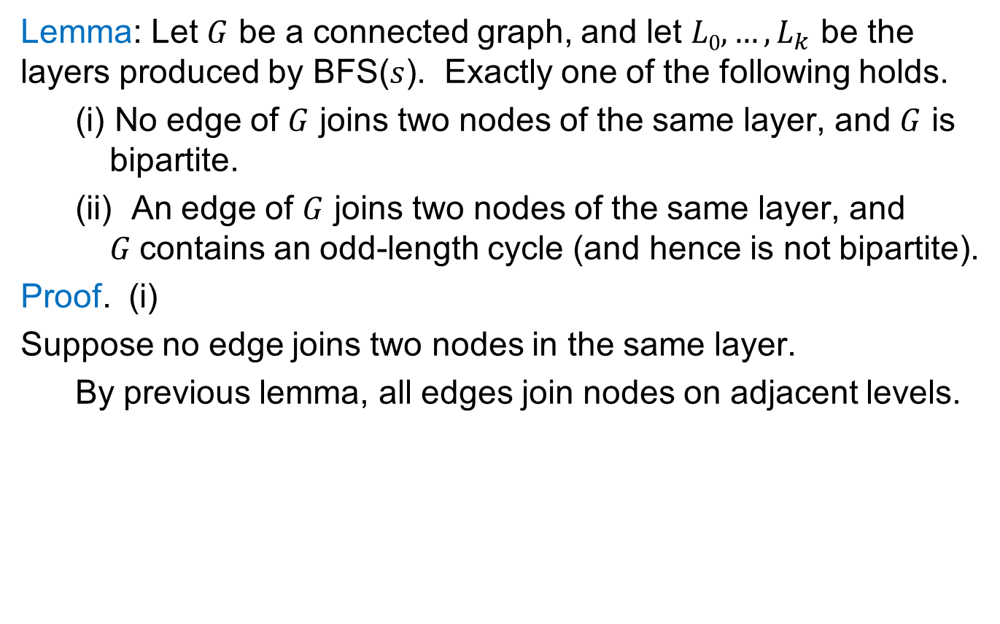 Lemma: Let 𝐺 be a connected graph, and let 𝐿₀, … , 𝐿ₖ be the
layers produced by BFS(𝑠). Exactly one of the following holds.
(i) No edge of 𝐺 joins two nodes of the same layer, and 𝐺 is
bipartite.
(ii) An edge of 𝐺 joins two nodes of the same layer, and
𝐺 contains an odd-length cycle (and hence is not bipartite).
Proof. (i)
Suppose no edge joins two nodes in the same layer.
By previous lemma, all edges join nodes on adjacent levels.